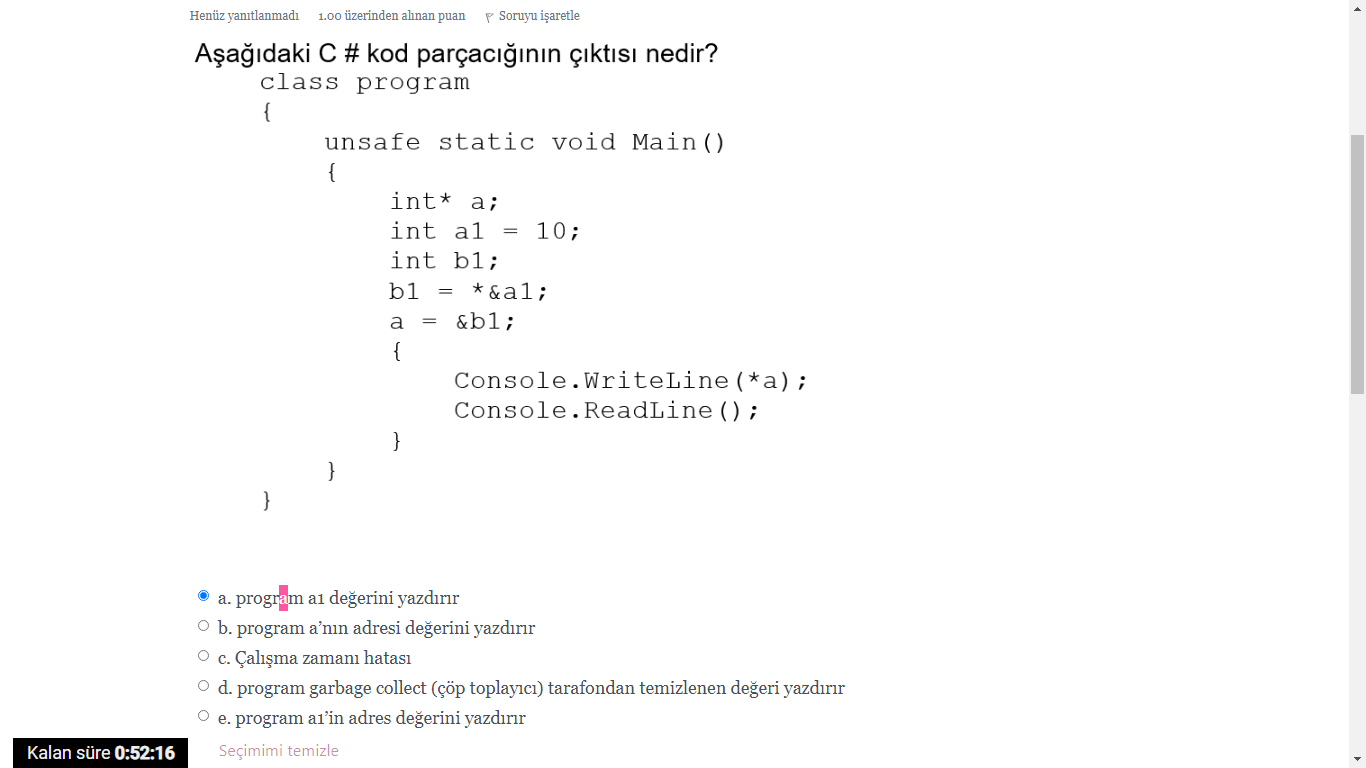 Henüz yanıtlanmadı 1.00 üzerinden alınan puan Soruyu işaretle
Aşağıdaki C # kod parçacığının çıktısı nedir?
class program
{
unsafe static void Main()
{
int* a;
int a1 = 10;
int b1;
b1 = *&a1;
a = &b1;
{
Console.WriteLine(*a);
Console.ReadLine();
}
}
}
a. program a1 değerini yazdırır
b. program a’nın adresi değerini yazdırır
c. Çalışma zamanı hatası
d. program garbage collect (çöp toplayıcı) tarafondan temizlenen değeri yazdırır
e. program a1’in adres değerini yazdırır
Seçimimi temizle
Kalan süre 0:52:16